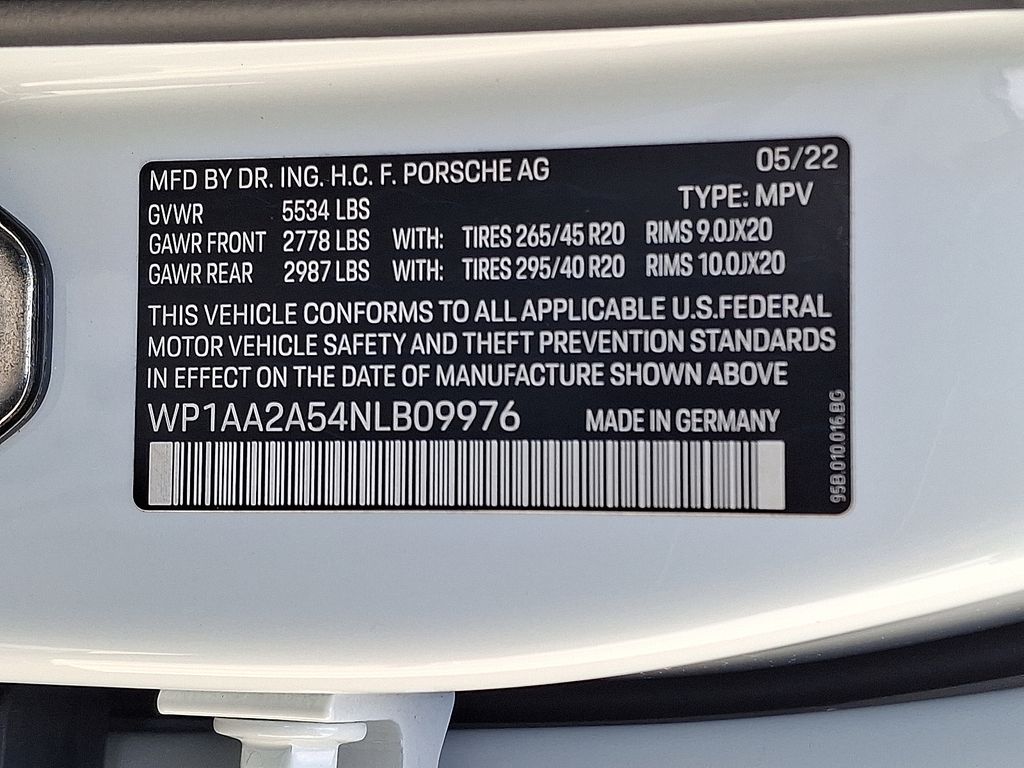 MFD BY DR. ING. H.C. F. PORSCHE AG 05/22
TYPE: MPV
GVWR 5534 LBS
GAWR FRONT 2778 LBS WITH: TIRES 265/45 R20 RIMS 9.0JX20
GAWR REAR 2987 LBS WITH: TIRES 295/40 R20 RIMS 10.0JX20
THIS VEHICLE CONFORMS TO ALL APPLICABLE U.S.FEDERAL
MOTOR VEHICLE SAFETY AND THEFT PREVENTION STANDARDS
IN EFFECT ON THE DATE OF MANUFACTURE SHOWN ABOVE
WP1AA2A54NLB09976 MADE IN GERMANY
95B.010.016.BG